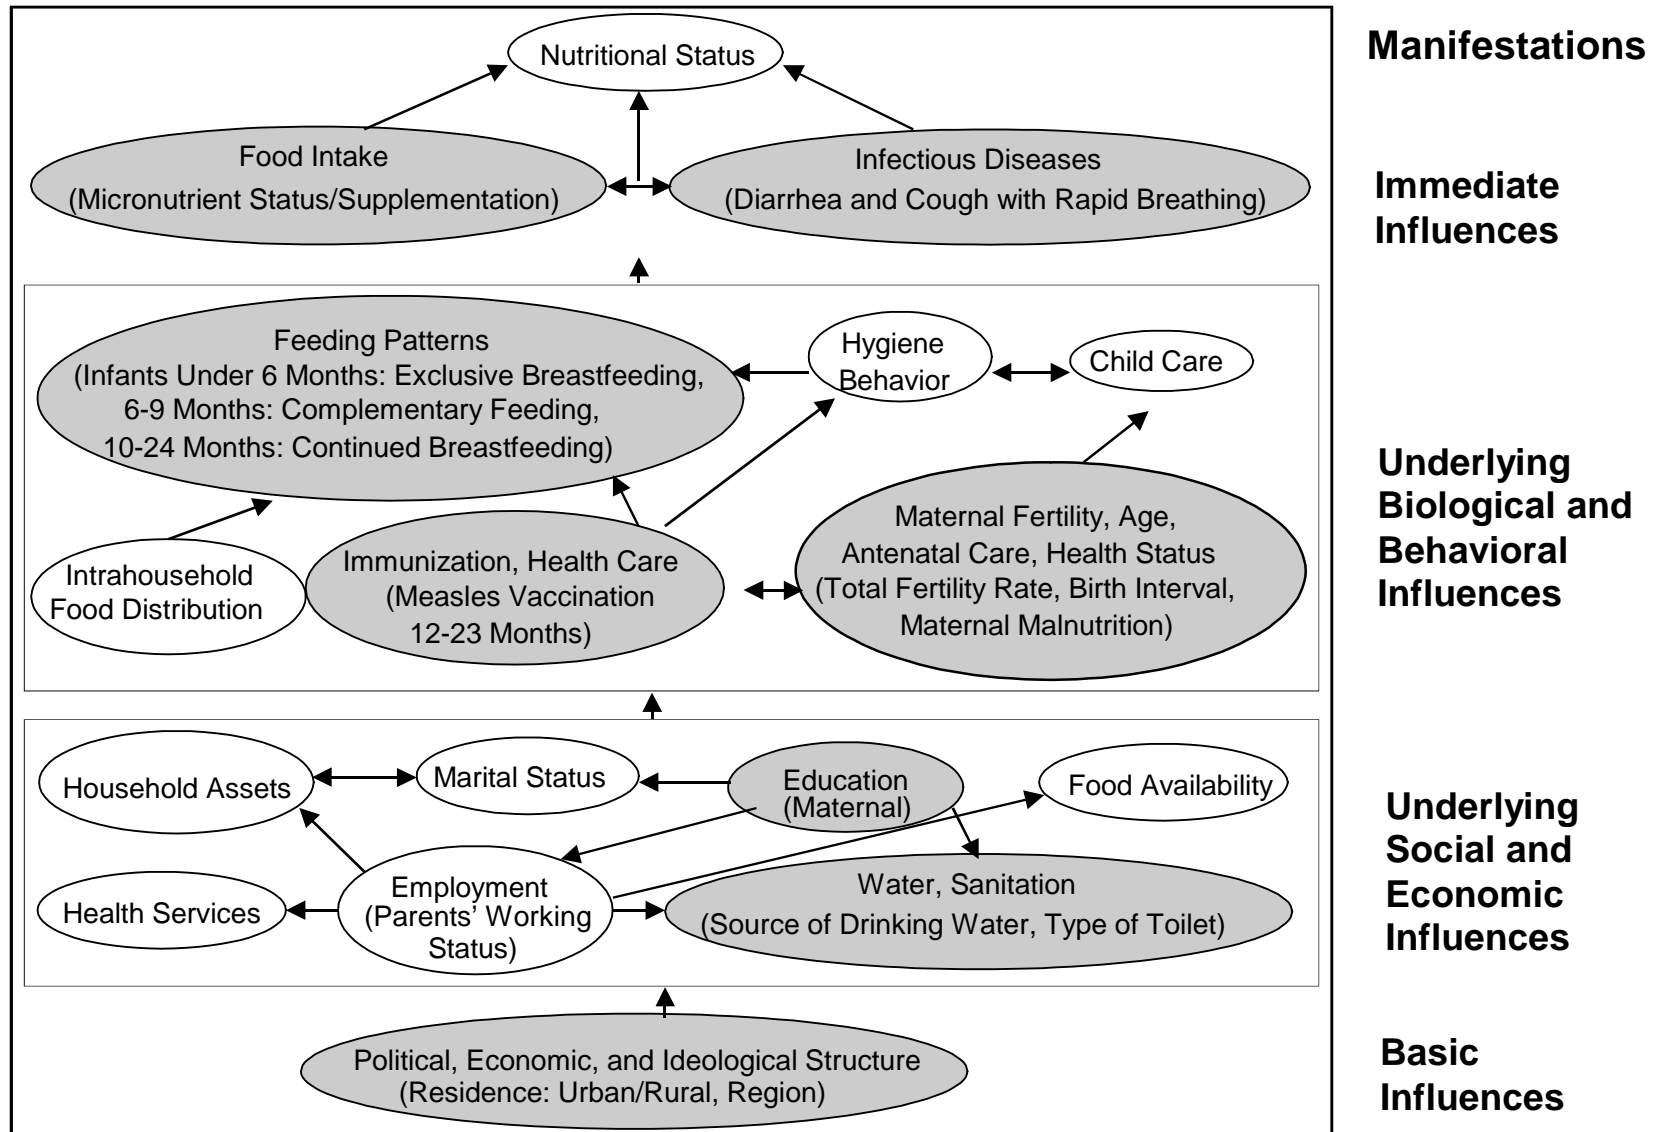 Nutritional Status
Manifestations
Food Intake
(Micronutrient Status/Supplementation)
Infectious Diseases
(Diarrhea and Cough with Rapid Breathing)
Immediate
Influences
Feeding Patterns
(Infants Under 6 Months: Exclusive Breastfeeding,
6-9 Months: Complementary Feeding,
10-24 Months: Continued Breastfeeding)
Hygiene
Behavior
Child Care
Intrahousehold
Food Distribution
Immunization, Health Care
(Measles Vaccination
12-23 Months)
Maternal Fertility, Age,
Antenatal Care, Health Status
(Total Fertility Rate, Birth Interval,
Maternal Malnutrition)
Underlying
Biological and
Behavioral
Influences
Household Assets
Marital Status
Education
(Maternal)
Food Availability
Health Services
Employment
(Parents’ Working
Status)
Water, Sanitation
(Source of Drinking Water, Type of Toilet)
Underlying
Social and
Economic
Influences
Political, Economic, and Ideological Structure
(Residence: Urban/Rural, Region)
Basic
Influences